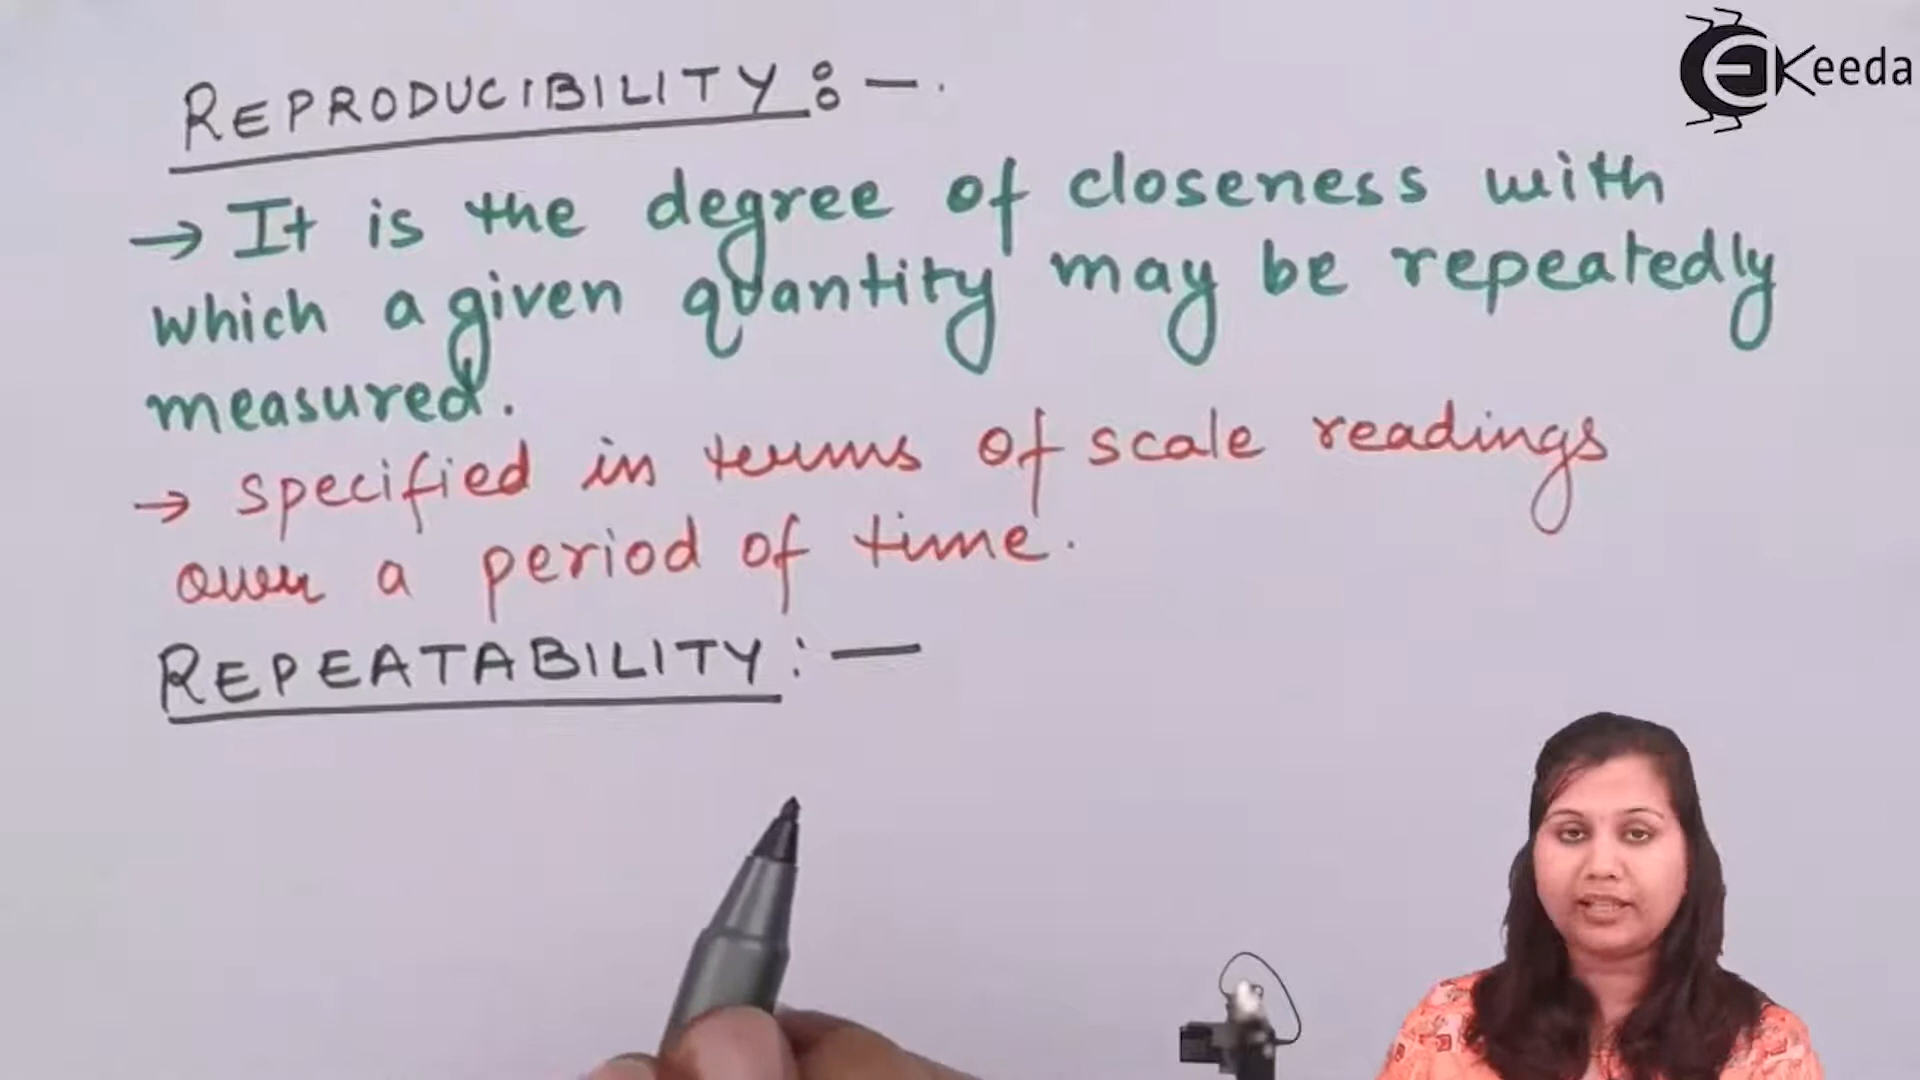 EKeeda
REPRODUCIBILITY :-.
→ It is the degree of closeness with
which a given quantity may be repeatedly
measured.
→ specified in terms of scale readings
over a period of time.
REPEATABILITY :-